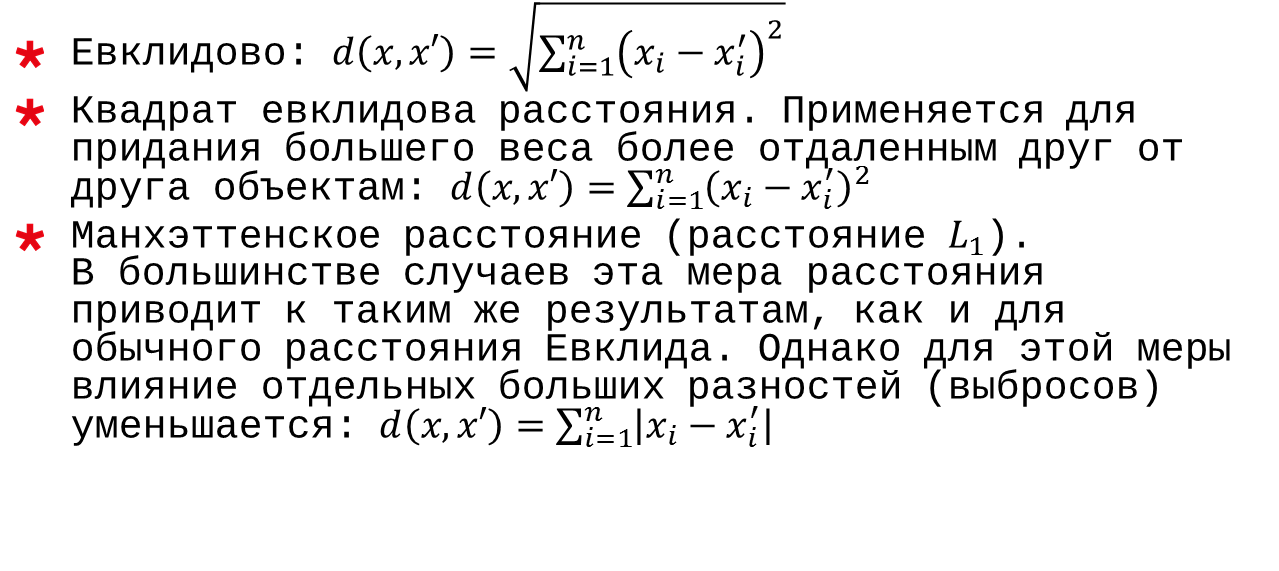 * Евклидово: d(x, x′) = √∑ⁿᵢ₌₁(xᵢ − x′ᵢ)²
* Квадрат евклидова расстояния. Применяется для
придания большего веса более отдаленным друг от
друга объектам: d(x, x′) = ∑ⁿᵢ₌₁(xᵢ − x′ᵢ)²
* Манхэттенское расстояние (расстояние L₁).
В большинстве случаев эта мера расстояния
приводит к таким же результатам, как и для
обычного расстояния Евклида. Однако для этой меры
влияние отдельных больших разностей (выбросов)
уменьшается: d(x, x′) = ∑ⁿᵢ₌₁|xᵢ − x′ᵢ|